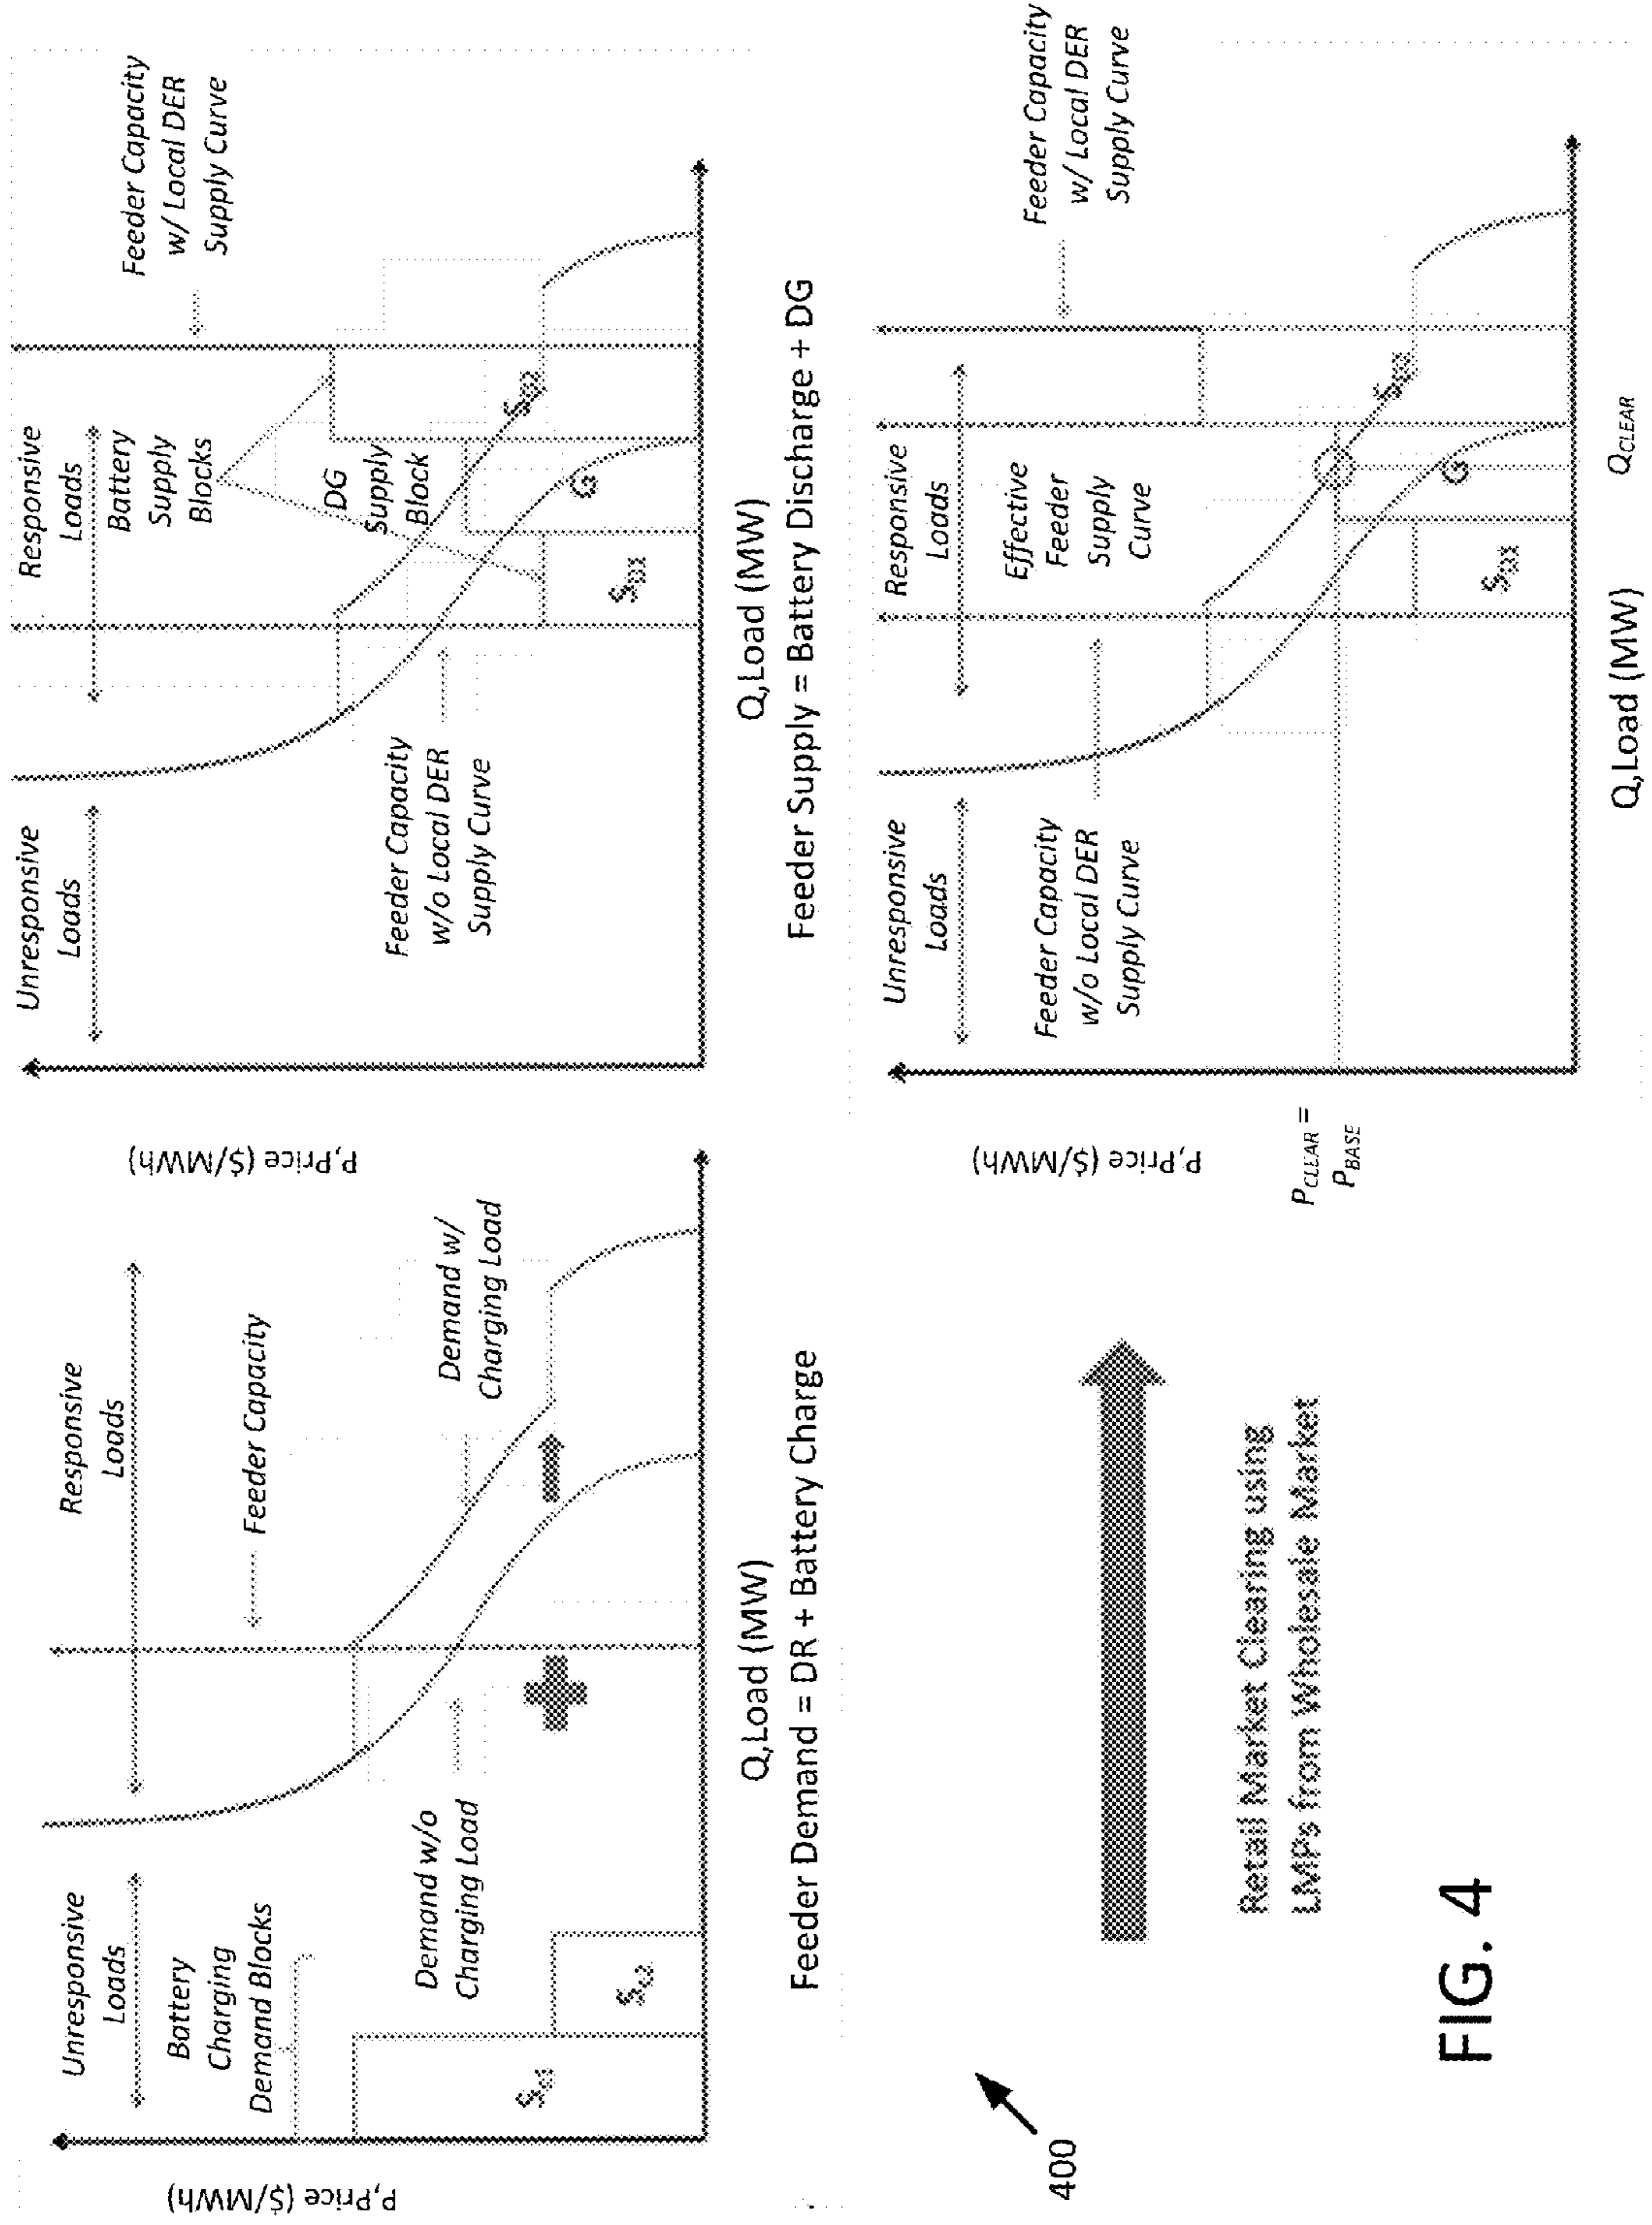 P,Price ($/MWh)
Unresponsive
Loads
Responsive
Loads
Battery
Charging
Demand Blocks
Feeder Capacity
Demand w/o
Charging Load
Demand w/
Charging Load
Q,Load (MW)
Feeder Demand = DR + Battery Charge
P,Price ($/MWh)
Unresponsive
Loads
Responsive
Loads
Battery
Supply
Blocks
Feeder Capacity
w/ Local DER
Supply Curve
DG
Supply
Block
Feeder Capacity
w/o Local DER
Supply Curve
G
Q,Load (MW)
Feeder Supply = Battery Discharge + DG
400
Retail Market Clearing using
LMPs from Wholesale Market
P,Price ($/MWh)
Unresponsive
Loads
Responsive
Loads
Effective
Feeder
Supply
Curve
Feeder Capacity
w/ Local DER
Supply Curve
Feeder Capacity
w/o Local DER
Supply Curve
G
PCLEAR =
PBASE
QCLEAR
Q,Load (MW)
FIG. 4